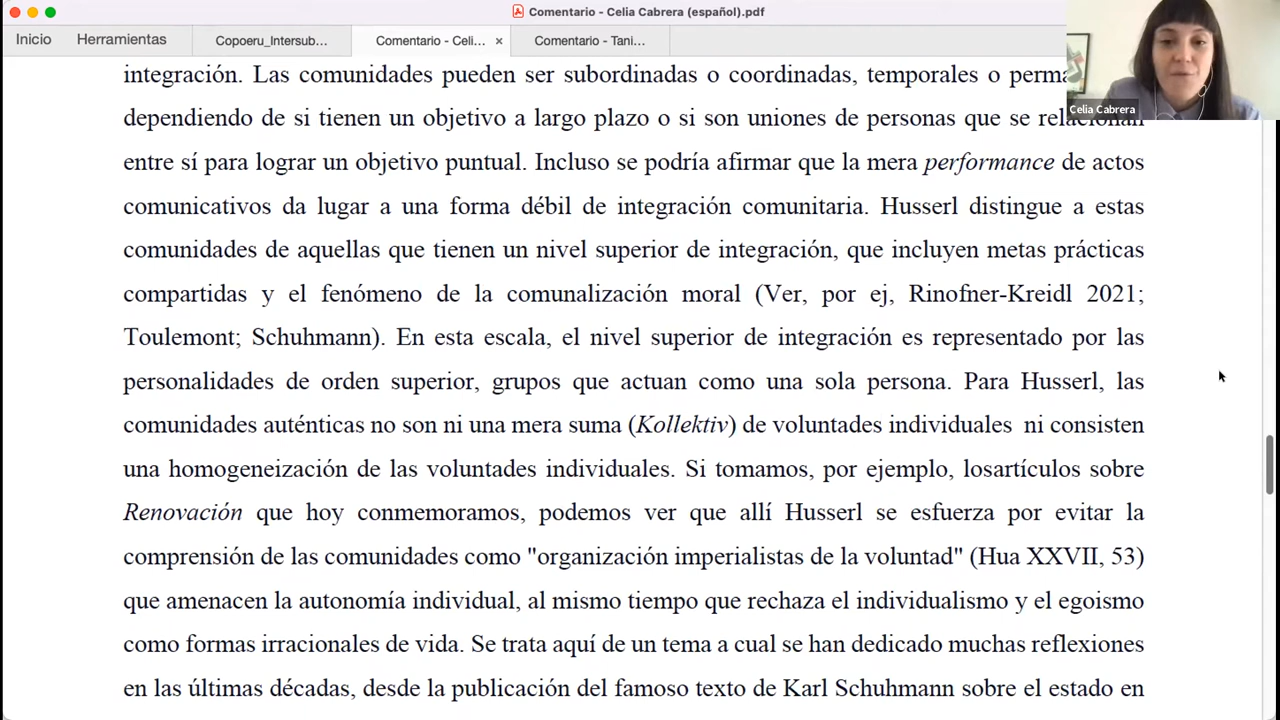 Comentario - Celia Cabrera (español).pdf
Inicio Herramientas Copoeru_Intersub... Comentario - Celi... × Comentario - Tani...
integración. Las comunidades pueden ser subordinadas o coordinadas, temporales o
Celia Cabrera
dependiendo de si tienen un objetivo a largo plazo o si son uniones de personas que se relacionan
entre sí para lograr un objetivo puntual. Incluso se podría afirmar que la mera performance de actos
comunicativos da lugar a una forma débil de integración comunitaria. Husserl distingue a estas
comunidades de aquellas que tienen un nivel superior de integración, que incluyen metas prácticas
compartidas y el fenómeno de la comunalización moral (Ver, por ej, Rinofner-Kreidl 2021;
Toulemont; Schuhmann). En esta escala, el nivel superior de integración es representado por las
personalidades de orden superior, grupos que actuan como una sola persona. Para Husserl, las
comunidades auténticas no son ni una mera suma (Kollektiv) de voluntades individuales ni consisten
una homogeneización de las voluntades individuales. Si tomamos, por ejemplo, losartículos sobre
Renovación que hoy conmemoramos, podemos ver que allí Husserl se esfuerza por evitar la
comprensión de las comunidades como "organización imperialistas de la voluntad" (Hua XXVII, 53)
que amenacen la autonomía individual, al mismo tiempo que rechaza el individualismo y el egoismo
como formas irracionales de vida. Se trata aquí de un tema a cual se han dedicado muchas reflexiones
en las últimas décadas, desde la publicación del famoso texto de Karl Schuhmann sobre el estado en